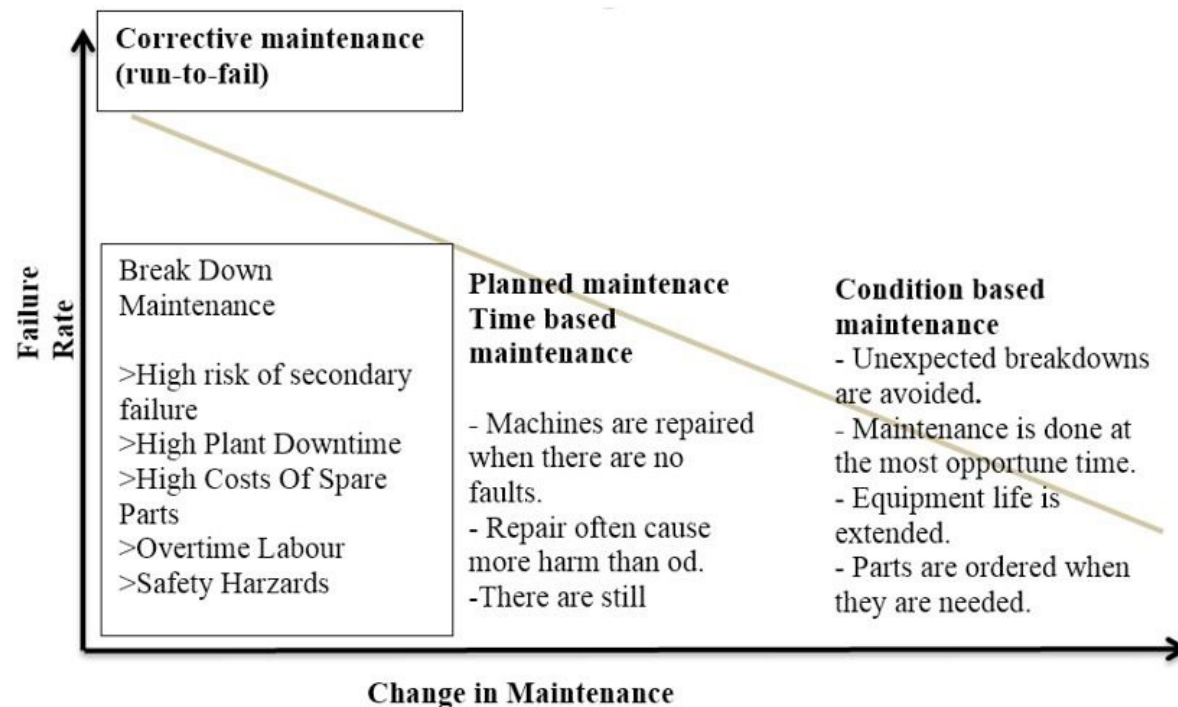 Corrective maintenance
(run-to-fail)
Failure
Rate
Break Down
Maintenance
>High risk of secondary
failure
>High Plant Downtime
>High Costs Of Spare
Parts
>Overtime Labour
>Safety Harzards
Planned maintenace
Time based
maintenance
- Machines are repaired
when there are no
faults.
- Repair often cause
more harm than od.
-There are still
Condition based
maintenance
- Unexpected breakdowns
are avoided.
- Maintenance is done at
the most opportune time.
- Equipment life is
extended.
- Parts are ordered when
they are needed.
Change in Maintenance